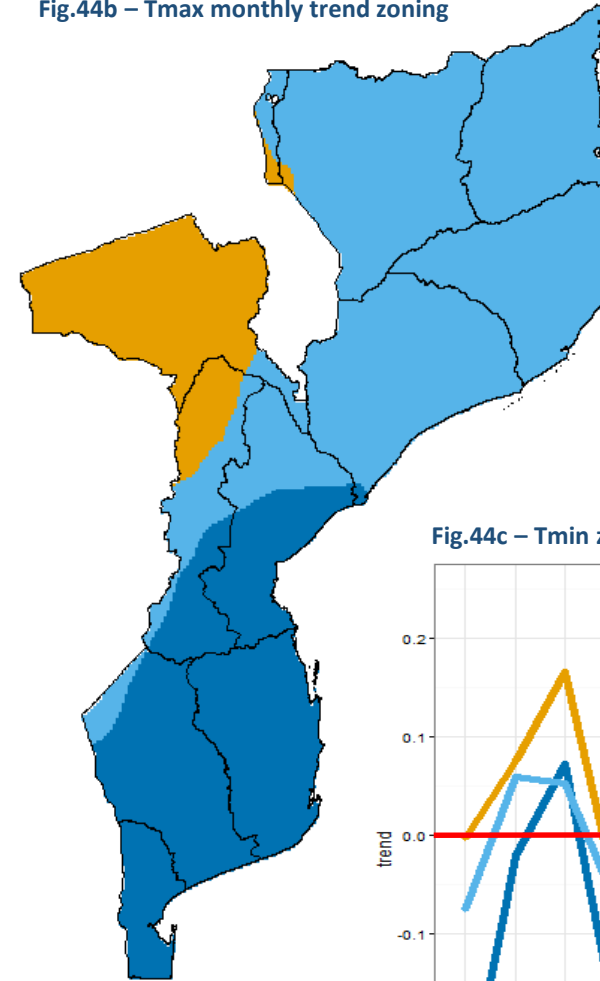 Fig.44b – Tmax monthly trend zoning
Fig.44c – Tmin
0.2
0.1
0.0
-0.1
trend